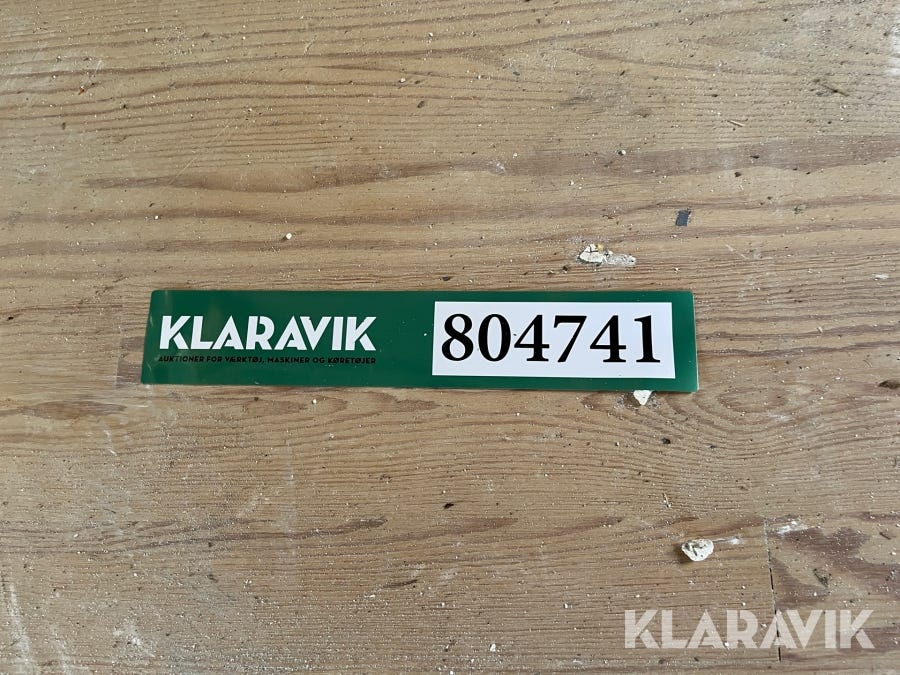 KLARAVIK
AUKTIONER FOR VÆRKTØJ, MASKINER OG KØRETØJER
804741
KLARAVIK